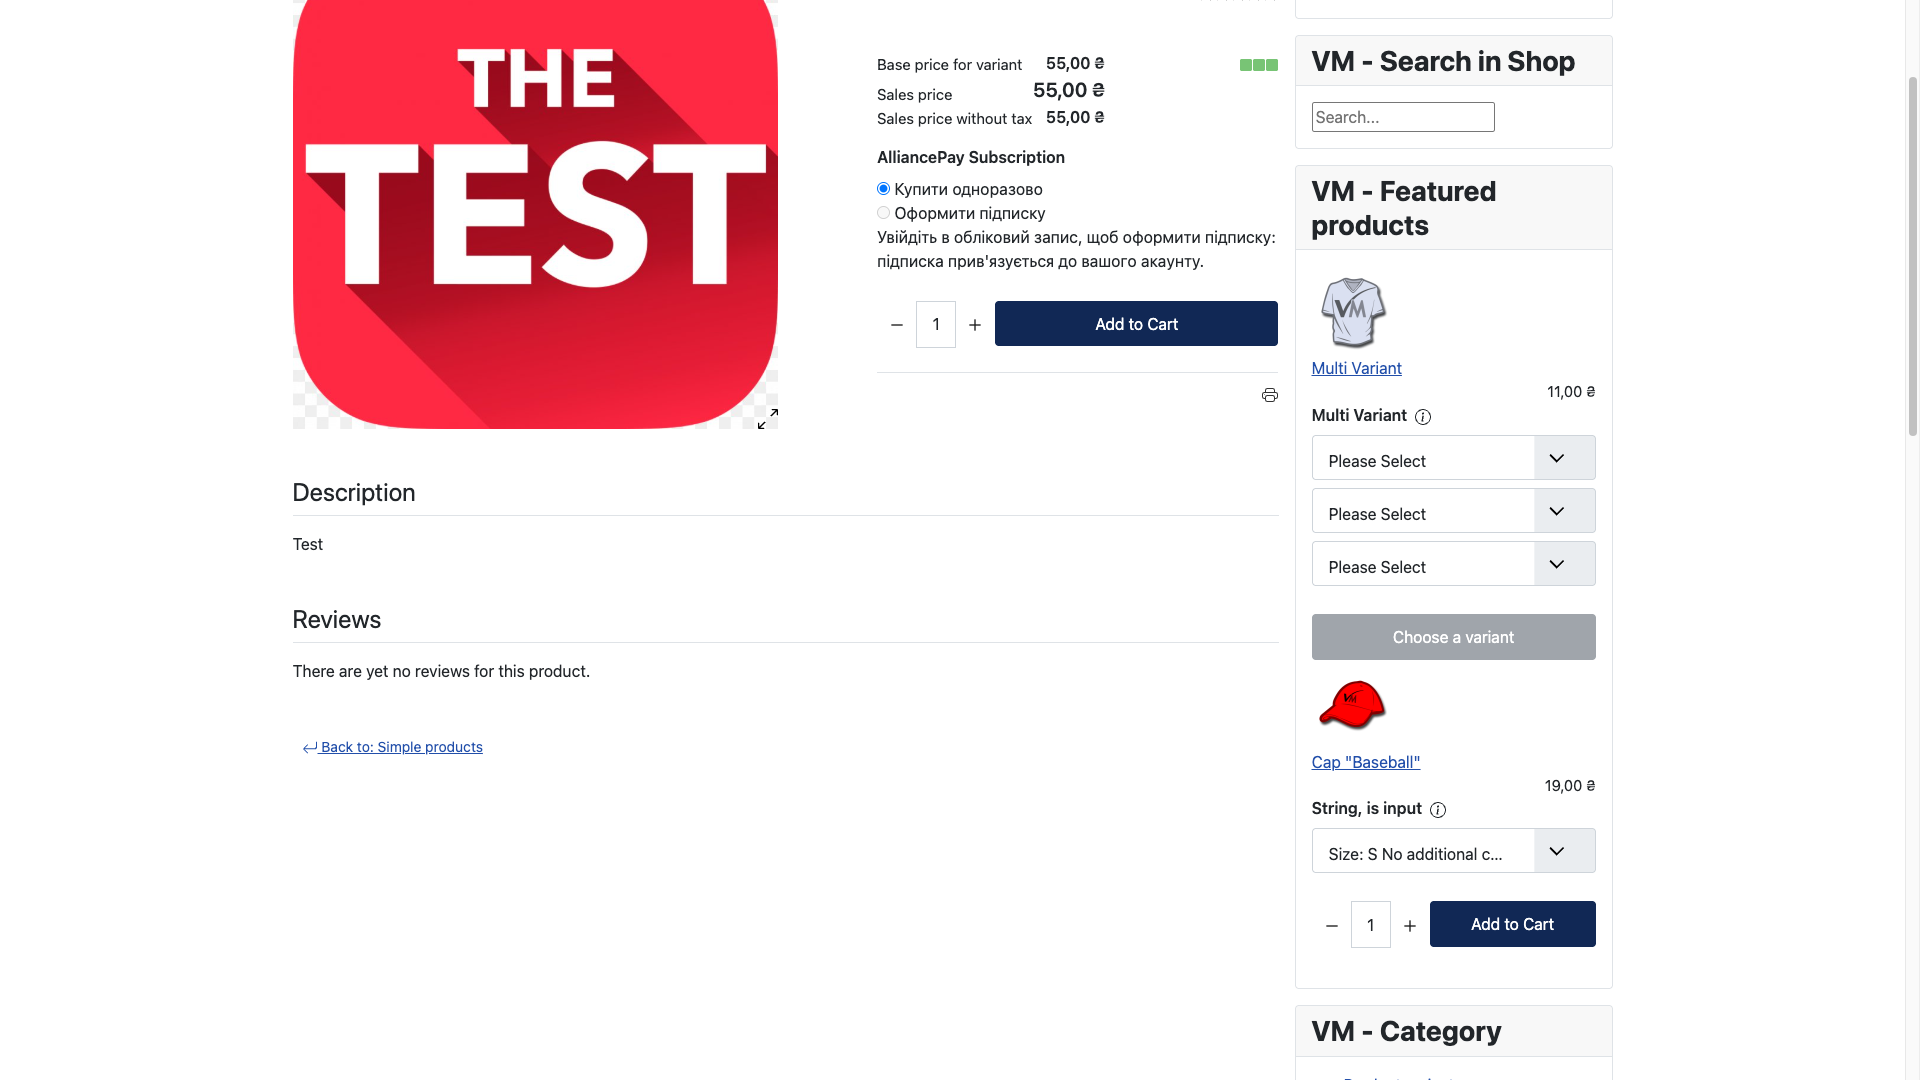 THE
TEST
Base price for variant 55,00 ₴
Sales price 55,00 ₴
Sales price without tax 55,00 ₴
AlliancePay Subscription
Купити одноразово
Оформити підписку
Увійдіть в обліковий запис, щоб оформити підписку:
підписка прив'язується до вашого акаунту.
1
Add to Cart
Description
Test
Reviews
There are yet no reviews for this product.
Back to: Simple products
VM - Search in Shop
Search...
VM - Featured
products
VM
Multi Variant
11,00 ₴
Multi Variant
Please Select
Please Select
Please Select
Choose a variant
VM
Cap "Baseball"
19,00 ₴
String, is input
Size: S No additional c...
1
Add to Cart
VM - Category